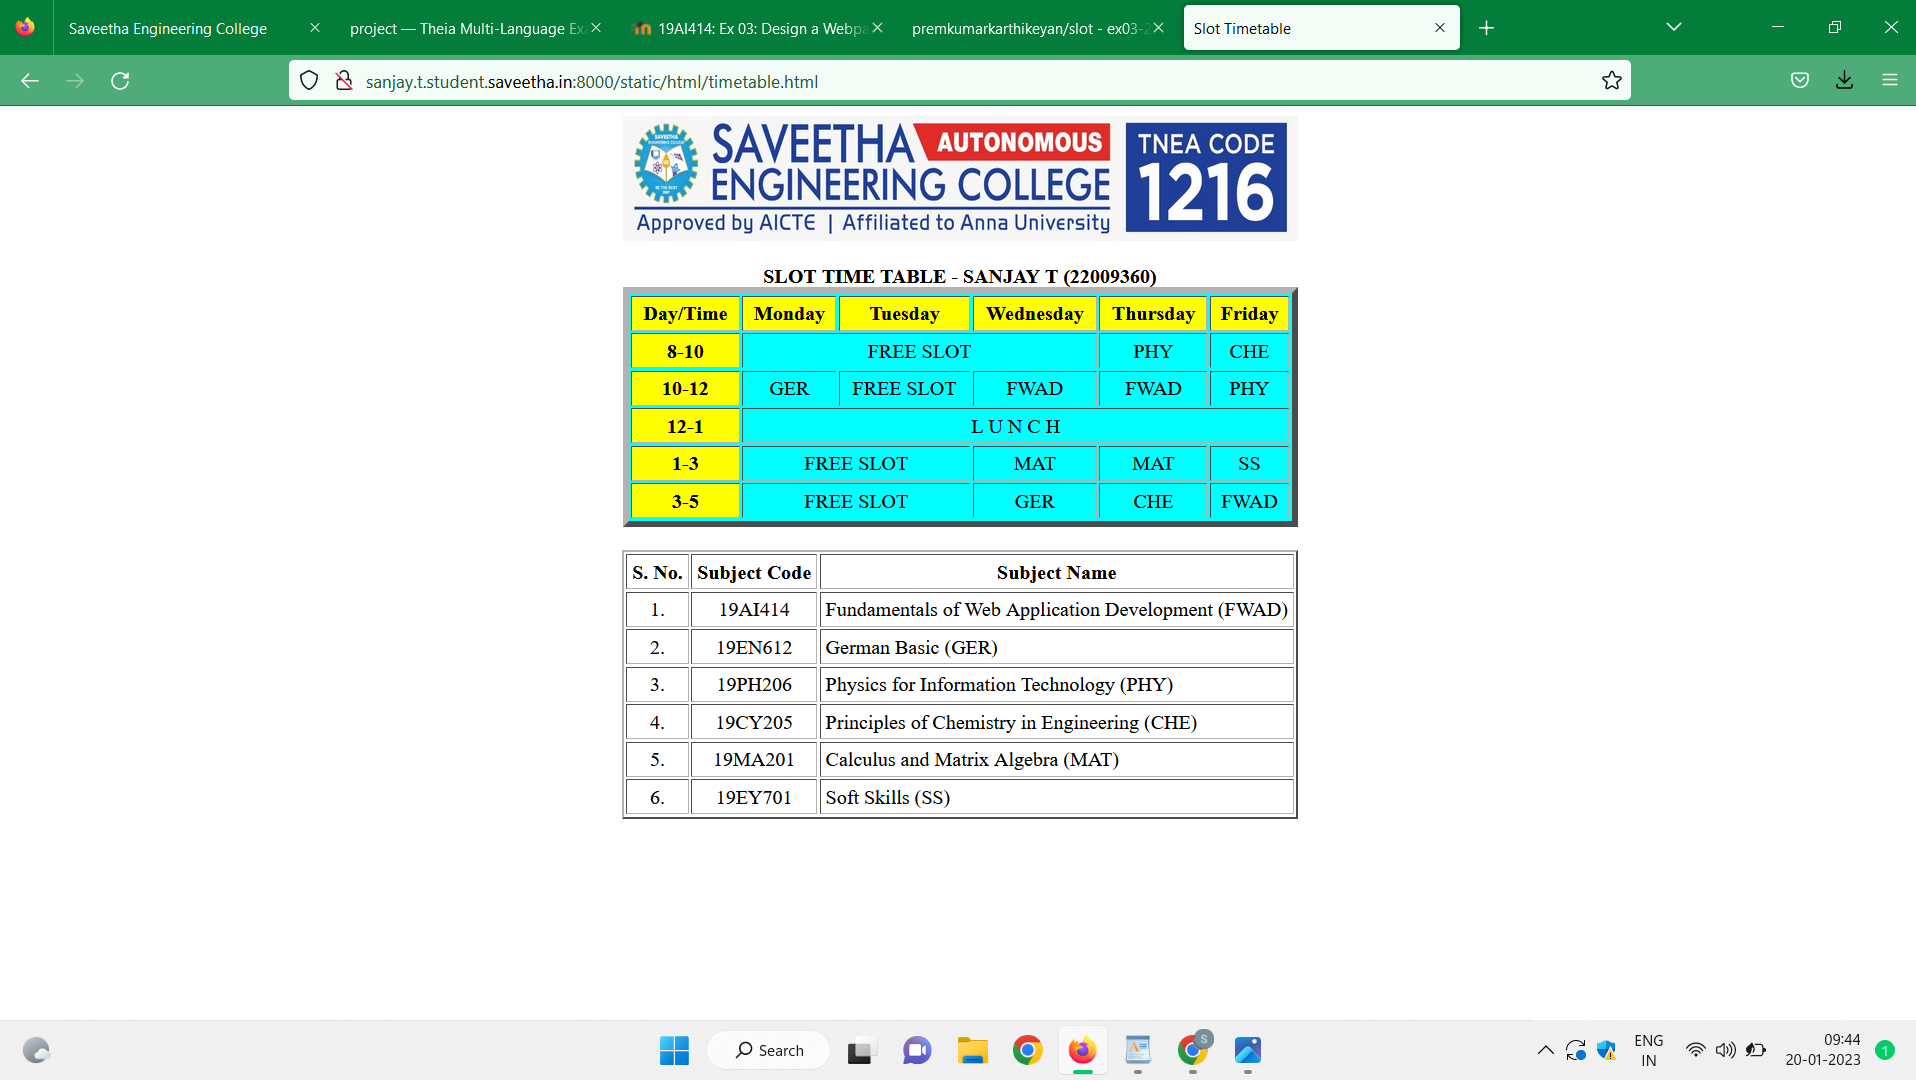 Saveetha Engineering College
project — Theia Multi-Language Ex
19AI414: Ex 03: Design a Webpa
premkumarkarthikeyan/slot - ex03-2
Slot Timetable
sanjay.t.student.saveetha.in:8000/static/html/timetable.html
SAVEETHA AUTONOMOUS
ENGINEERING COLLEGE
Approved by AICTE | Affiliated to Anna University
TNEA CODE
1216
SLOT TIME TABLE - SANJAY T (22009360)
Day/Time Monday Tuesday Wednesday Thursday Friday
8-10 FREE SLOT PHY CHE
10-12 GER FREE SLOT FWAD FWAD PHY
12-1 L U N C H
1-3 FREE SLOT MAT MAT SS
3-5 FREE SLOT GER CHE FWAD
S. No. Subject Code Subject Name
1. 19AI414 Fundamentals of Web Application Development (FWAD)
2. 19EN612 German Basic (GER)
3. 19PH206 Physics for Information Technology (PHY)
4. 19CY205 Principles of Chemistry in Engineering (CHE)
5. 19MA201 Calculus and Matrix Algebra (MAT)
6. 19EY701 Soft Skills (SS)
Search
S
ENG
IN
09:44
20-01-2023
1